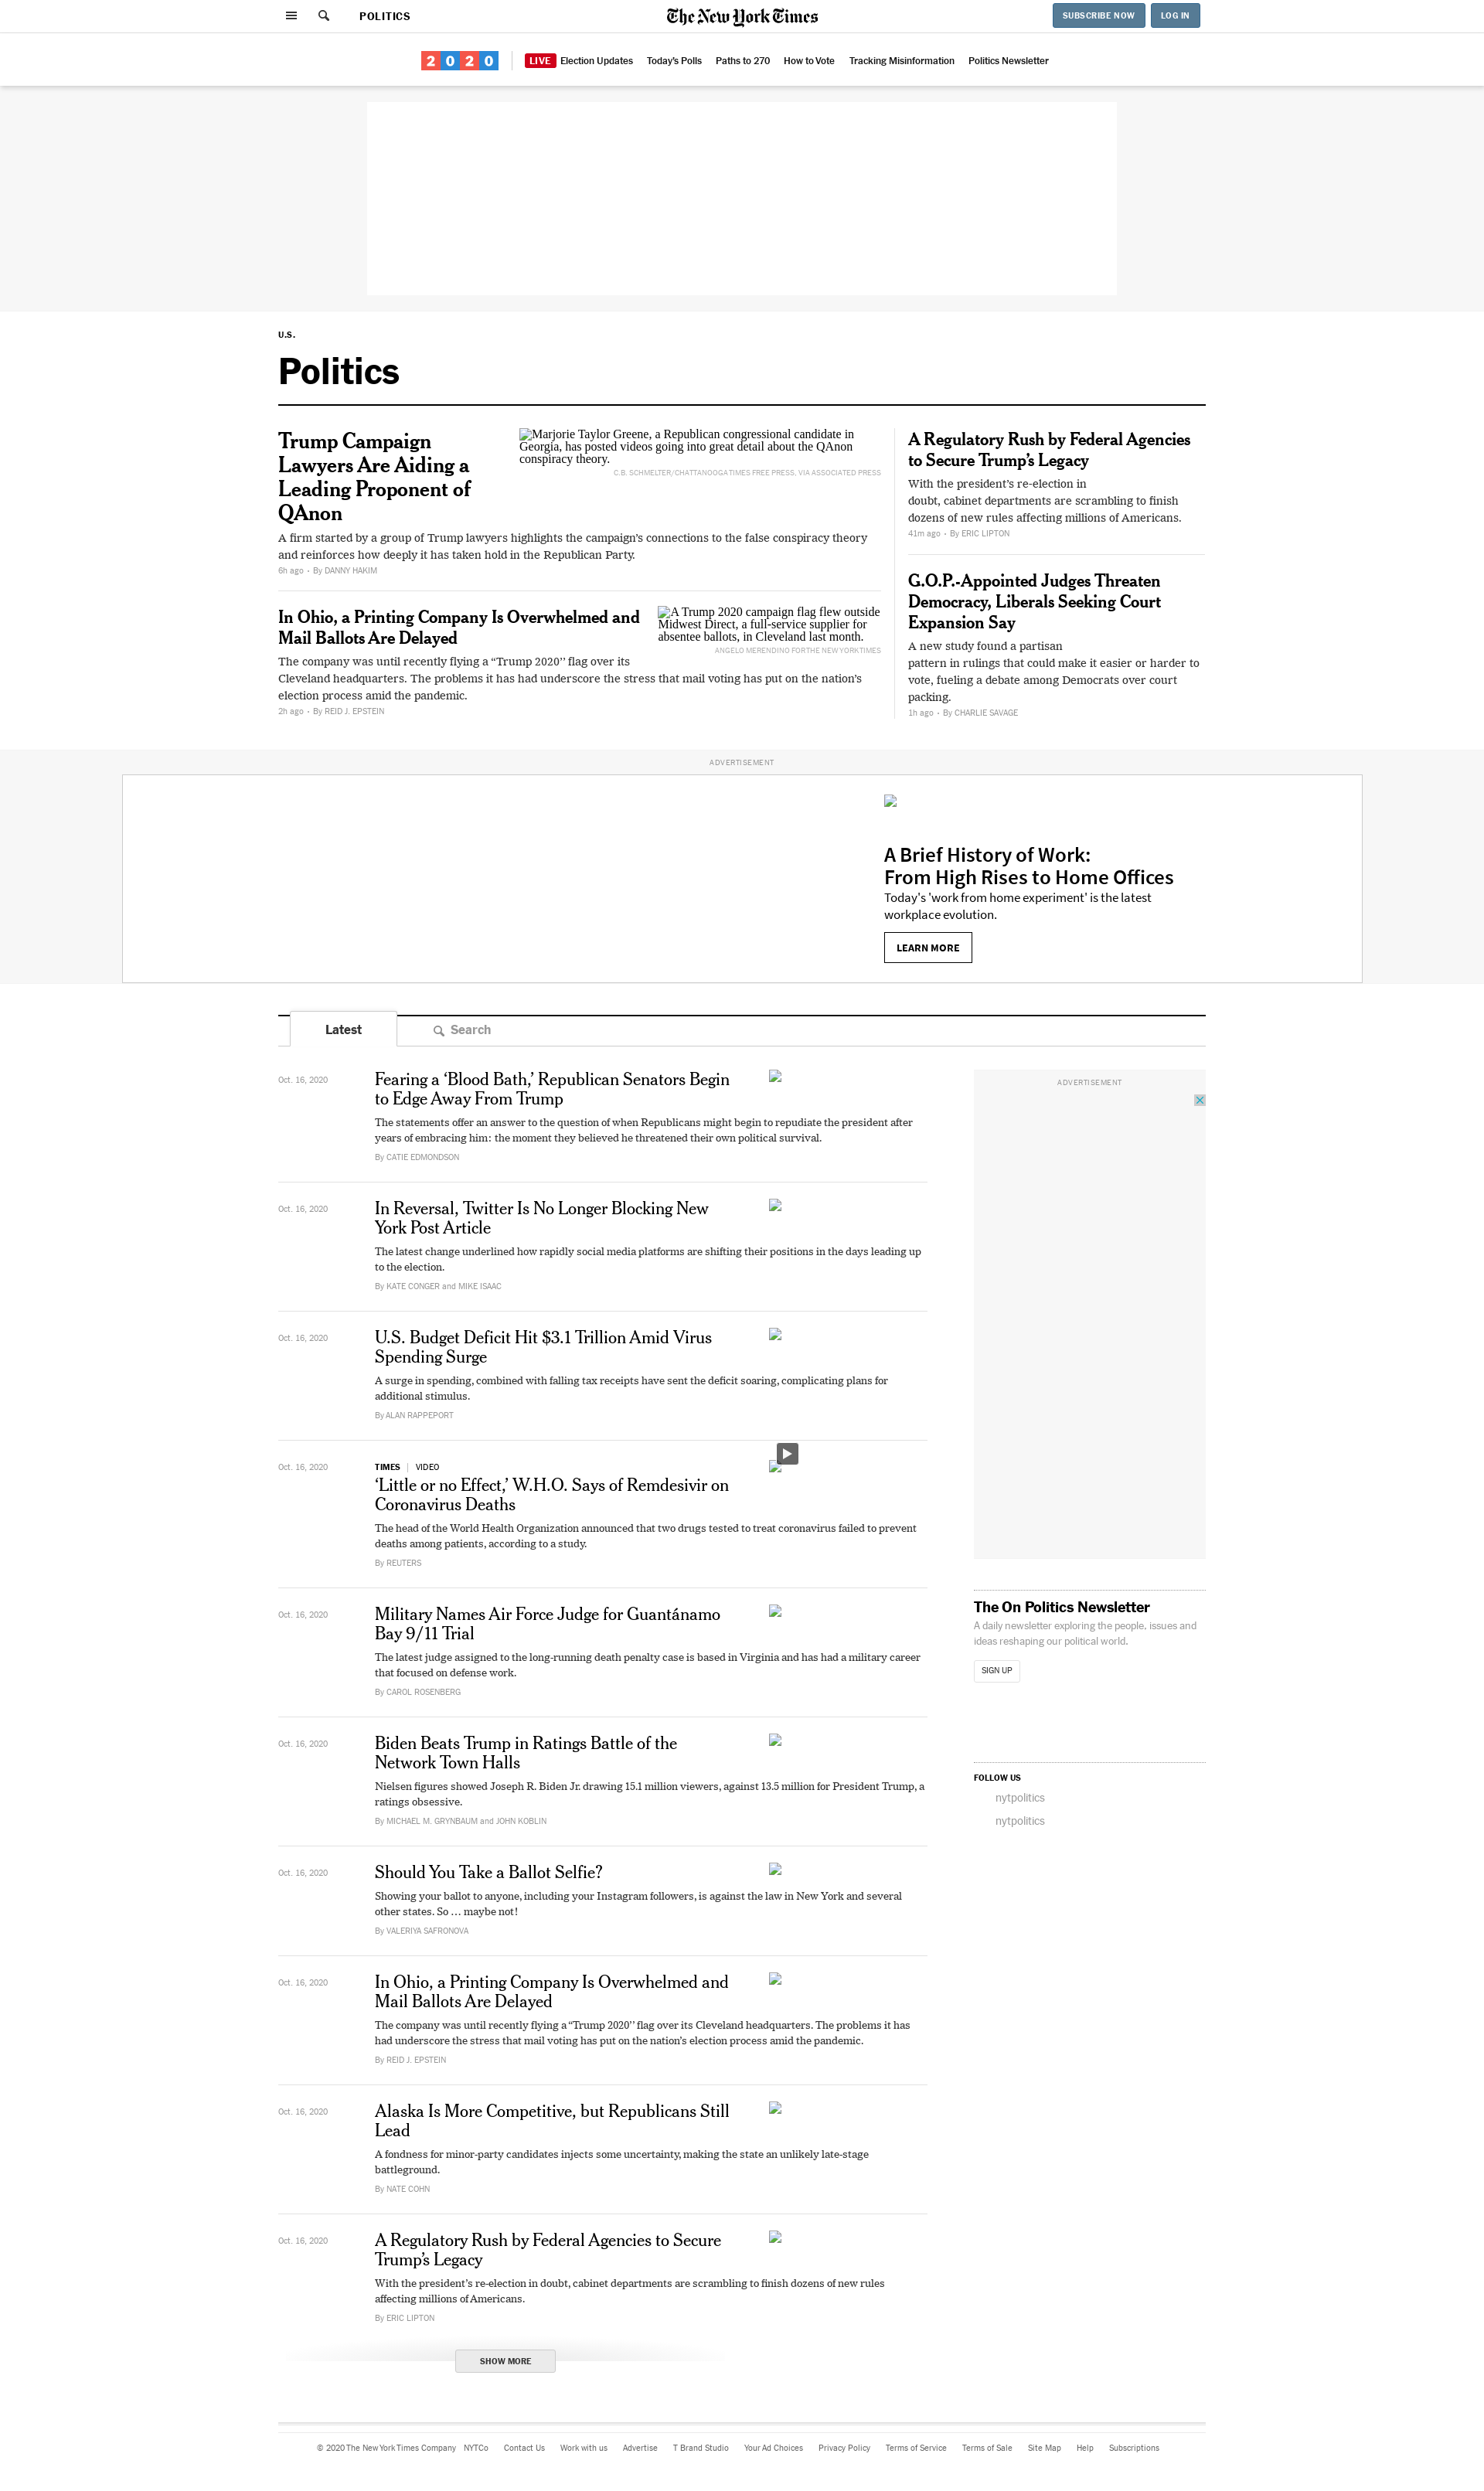 POLITICS
The New York Times
SUBSCRIBE NOW
LOG IN
2020
LIVE Election Updates
Today's Polls
Paths to 270
How to Vote
Tracking Misinformation
Politics Newsletter
U.S.
Politics
Trump Campaign
Lawyers Are Aiding a
Leading Proponent of
QAnon
Marjorie Taylor Greene, a Republican congressional candidate in
Georgia, has posted videos going into great detail about the QAnon
conspiracy theory.
C.B. SCHMELTER/CHATTANOOGA TIMES FREE PRESS, VIA ASSOCIATED PRESS
A firm started by a group of Trump lawyers highlights the campaign's connections to the false conspiracy theory
and reinforces how deeply it has taken hold in the Republican Party.
6h ago • By DANNY HAKIM
In Ohio, a Printing Company Is Overwhelmed and
Mail Ballots Are Delayed
A Trump 2020 campaign flag flew outside
Midwest Direct, a full-service supplier for
absentee ballots, in Cleveland last month.
ANGELO MERENDINO FOR THE NEW YORK TIMES
The company was until recently flying a “Trump 2020’’ flag over its
Cleveland headquarters. The problems it has had underscore the stress that mail voting has put on the nation's
election process amid the pandemic.
2h ago • By REID J. EPSTEIN
A Regulatory Rush by Federal Agencies
to Secure Trump’s Legacy
With the president’s re-election in
doubt, cabinet departments are scrambling to finish
dozens of new rules affecting millions of Americans.
41m ago • By ERIC LIPTON
G.O.P.-Appointed Judges Threaten
Democracy, Liberals Seeking Court
Expansion Say
A new study found a partisan
pattern in rulings that could make it easier or harder to
vote, fueling a debate among Democrats over court
packing.
1h ago • By CHARLIE SAVAGE
ADVERTISEMENT
A Brief History of Work:
From High Rises to Home Offices
Today's 'work from home experiment' is the latest
workplace evolution.
LEARN MORE
Latest
Search
Oct. 16, 2020
Fearing a ‘Blood Bath,’ Republican Senators Begin
to Edge Away From Trump
The statements offer an answer to the question of when Republicans might begin to repudiate the president after
years of embracing him: the moment they believed he threatened their own political survival.
By CATIE EDMONDSON
Oct. 16, 2020
In Reversal, Twitter Is No Longer Blocking New
York Post Article
The latest change underlined how rapidly social media platforms are shifting their positions in the days leading up
to the election.
By KATE CONGER and MIKE ISAAC
Oct. 16, 2020
U.S. Budget Deficit Hit $3.1 Trillion Amid Virus
Spending Surge
A surge in spending, combined with falling tax receipts have sent the deficit soaring, complicating plans for
additional stimulus.
By ALAN RAPPEPORT
Oct. 16, 2020
TIMES | VIDEO
‘Little or no Effect,’ W.H.O. Says of Remdesivir on
Coronavirus Deaths
The head of the World Health Organization announced that two drugs tested to treat coronavirus failed to prevent
deaths among patients, according to a study.
By REUTERS
Oct. 16, 2020
Military Names Air Force Judge for Guantánamo
Bay 9/11 Trial
The latest judge assigned to the long-running death penalty case is based in Virginia and has had a military career
that focused on defense work.
By CAROL ROSENBERG
Oct. 16, 2020
Biden Beats Trump in Ratings Battle of the
Network Town Halls
Nielsen figures showed Joseph R. Biden Jr. drawing 15.1 million viewers, against 13.5 million for President Trump, a
ratings obsessive.
By MICHAEL M. GRYNBAUM and JOHN KOBLIN
Oct. 16, 2020
Should You Take a Ballot Selfie?
Showing your ballot to anyone, including your Instagram followers, is against the law in New York and several
other states. So … maybe not!
By VALERIYA SAFRONOVA
Oct. 16, 2020
In Ohio, a Printing Company Is Overwhelmed and
Mail Ballots Are Delayed
The company was until recently flying a “Trump 2020’’ flag over its Cleveland headquarters. The problems it has
had underscore the stress that mail voting has put on the nation’s election process amid the pandemic.
By REID J. EPSTEIN
Oct. 16, 2020
Alaska Is More Competitive, but Republicans Still
Lead
A fondness for minor-party candidates injects some uncertainty, making the state an unlikely late-stage
battleground.
By NATE COHN
Oct. 16, 2020
A Regulatory Rush by Federal Agencies to Secure
Trump’s Legacy
With the president’s re-election in doubt, cabinet departments are scrambling to finish dozens of new rules
affecting millions of Americans.
By ERIC LIPTON
SHOW MORE
ADVERTISEMENT
The On Politics Newsletter
A daily newsletter exploring the people, issues and
ideas reshaping our political world.
SIGN UP
FOLLOW US
nytpolitics
nytpolitics
© 2020 The New York Times Company
NYTCo
Contact Us
Work with us
Advertise
T Brand Studio
Your Ad Choices
Privacy Policy
Terms of Service
Terms of Sale
Site Map
Help
Subscriptions